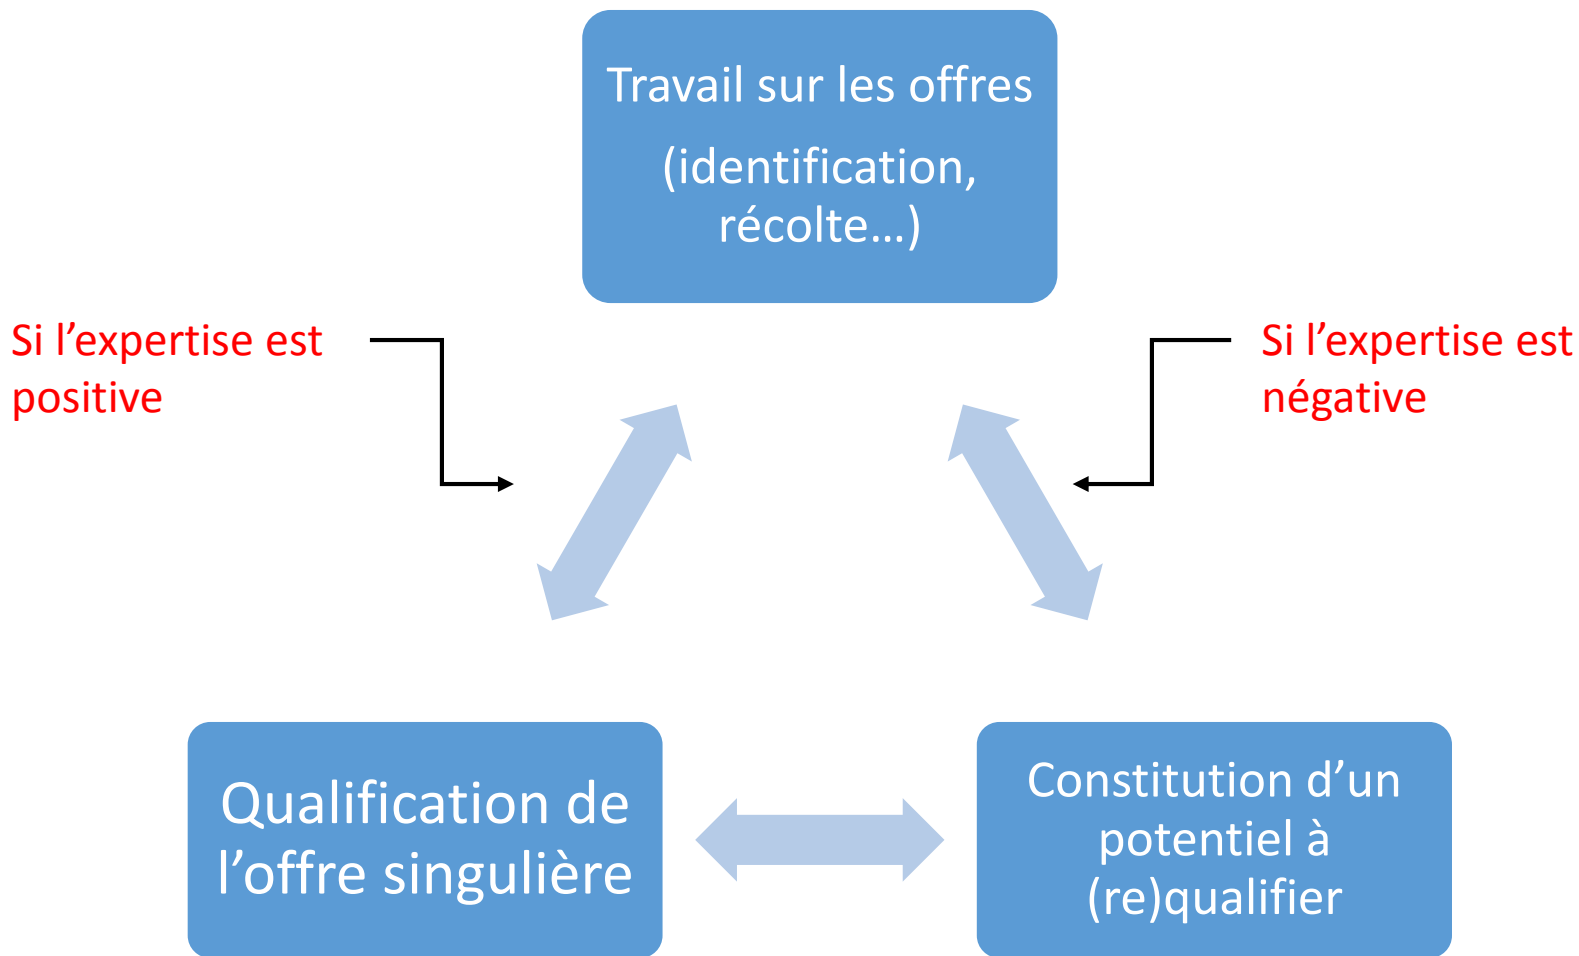 Travail sur les offres
(identification,
récolte…)
Si l’expertise est
positive
Si l’expertise est
négative
Qualification de
l’offre singulière
Constitution d’un
potentiel à
(re)qualifier